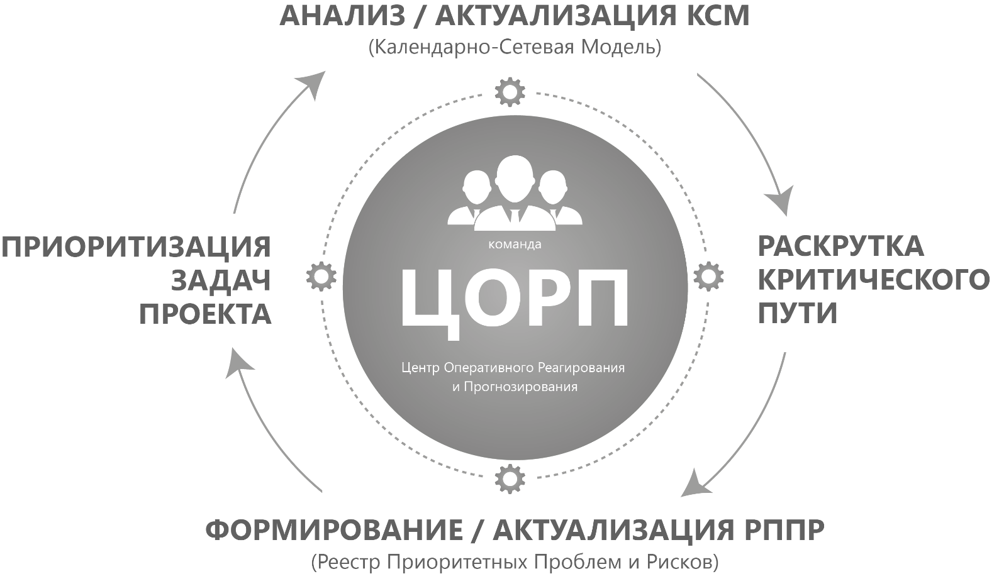 АНАЛИЗ / АКТУАЛИЗАЦИЯ КСМ
(Календарно-Сетевая Модель)
ПРИОРИТИЗАЦИЯ
ЗАДАЧ
ПРОЕКТА
команда
ЦОРП
Центр Оперативного Реагирования
и Прогнозирования
РАСКРУТКА
КРИТИЧЕСКОГО
ПУТИ
ФОРМИРОВАНИЕ / АКТУАЛИЗАЦИЯ РППР
(Реестр Приоритетных Проблем и Рисков)